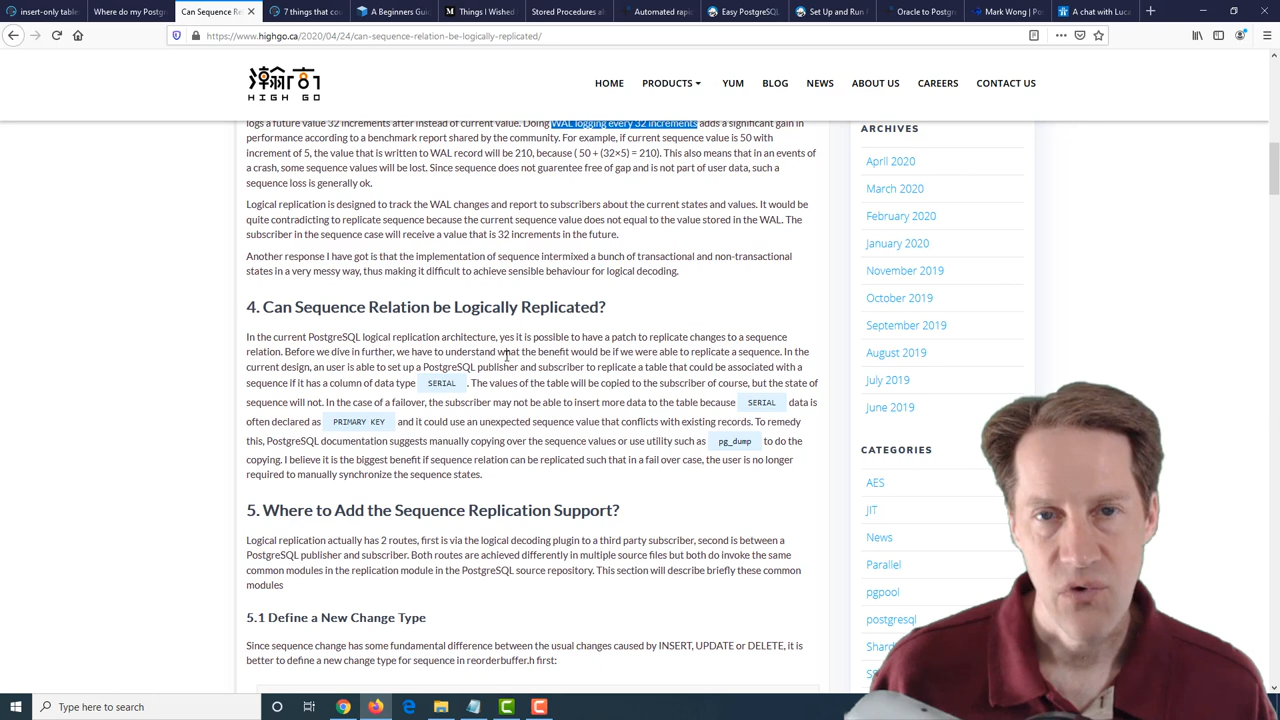 insert-only table
Where do my Postg
Can Sequence Re
7 things that cou
A Beginners Guid
Things I Wished
Stored Procedures a
Automated rapi
Easy PostgreSQL
Set Up and Run
Oracle to Postgr
Mark Wong | Po
A chat with Luca
https://www.highgo.ca/2020/04/24/can-sequence-relation-be-logically-replicated/
瀚高
HIGH GO
HOME PRODUCTS YUM BLOG NEWS ABOUT US CAREERS CONTACT US
logs a future value 32 increments after instead of current value. Doing WAL logging every 32 increments adds a significant gain in
performance according to a benchmark report shared by the community. For example, if current sequence value is 50 with
increment of 5, the value that is written to WAL record will be 210, because ( 50 + (32×5) = 210). This also means that in an events of
a crash, some sequence values will be lost. Since sequence does not guarentee free of gap and is not part of user data, such a
sequence loss is generally ok.
Logical replication is designed to track the WAL changes and report to subscribers about the current states and values. It would be
quite contradicting to replicate sequence because the current sequence value does not equal to the value stored in the WAL. The
subscriber in the sequence case will receive a value that is 32 increments in the future.
Another response I have got is that the implementation of sequence intermixed a bunch of transactional and non-transactional
states in a very messy way, thus making it difficult to achieve sensible behaviour for logical decoding.
4. Can Sequence Relation be Logically Replicated?
In the current PostgreSQL logical replication architecture, yes it is possible to have a patch to replicate changes to a sequence
relation. Before we dive in further, we have to understand what the benefit would be if we were able to replicate a sequence. In the
current design, an user is able to set up a PostgreSQL publisher and subscriber to replicate a table that could be associated with a
sequence if it has a column of data type SERIAL . The values of the table will be copied to the subscriber of course, but the state of
sequence will not. In the case of a failover, the subscriber may not be able to insert more data to the table because SERIAL data is
often declared as PRIMARY KEY and it could use an unexpected sequence value that conflicts with existing records. To remedy
this, PostgreSQL documentation suggests manually copying over the sequence values or use utility such as pg_dump to do the
copying. I believe it is the biggest benefit if sequence relation can be replicated such that in a fail over case, the user is no longer
required to manually synchronize the sequence states.
5. Where to Add the Sequence Replication Support?
Logical replication actually has 2 routes, first is via the logical decoding plugin to a third party subscriber, second is between a
PostgreSQL publisher and subscriber. Both routes are achieved differently in multiple source files but both do invoke the same
common modules in the replication module in the PostgreSQL source repository. This section will describe briefly these common
modules
5.1 Define a New Change Type
Since sequence change has some fundamental difference between the usual changes caused by INSERT, UPDATE or DELETE, it is
better to define a new change type for sequence in reorderbuffer.h first:
ARCHIVES
April 2020
March 2020
February 2020
January 2020
November 2019
October 2019
September 2019
August 2019
July 2019
June 2019
CATEGORIES
AES
JIT
News
Parallel
pgpool
postgresql
Shard
Type here to search